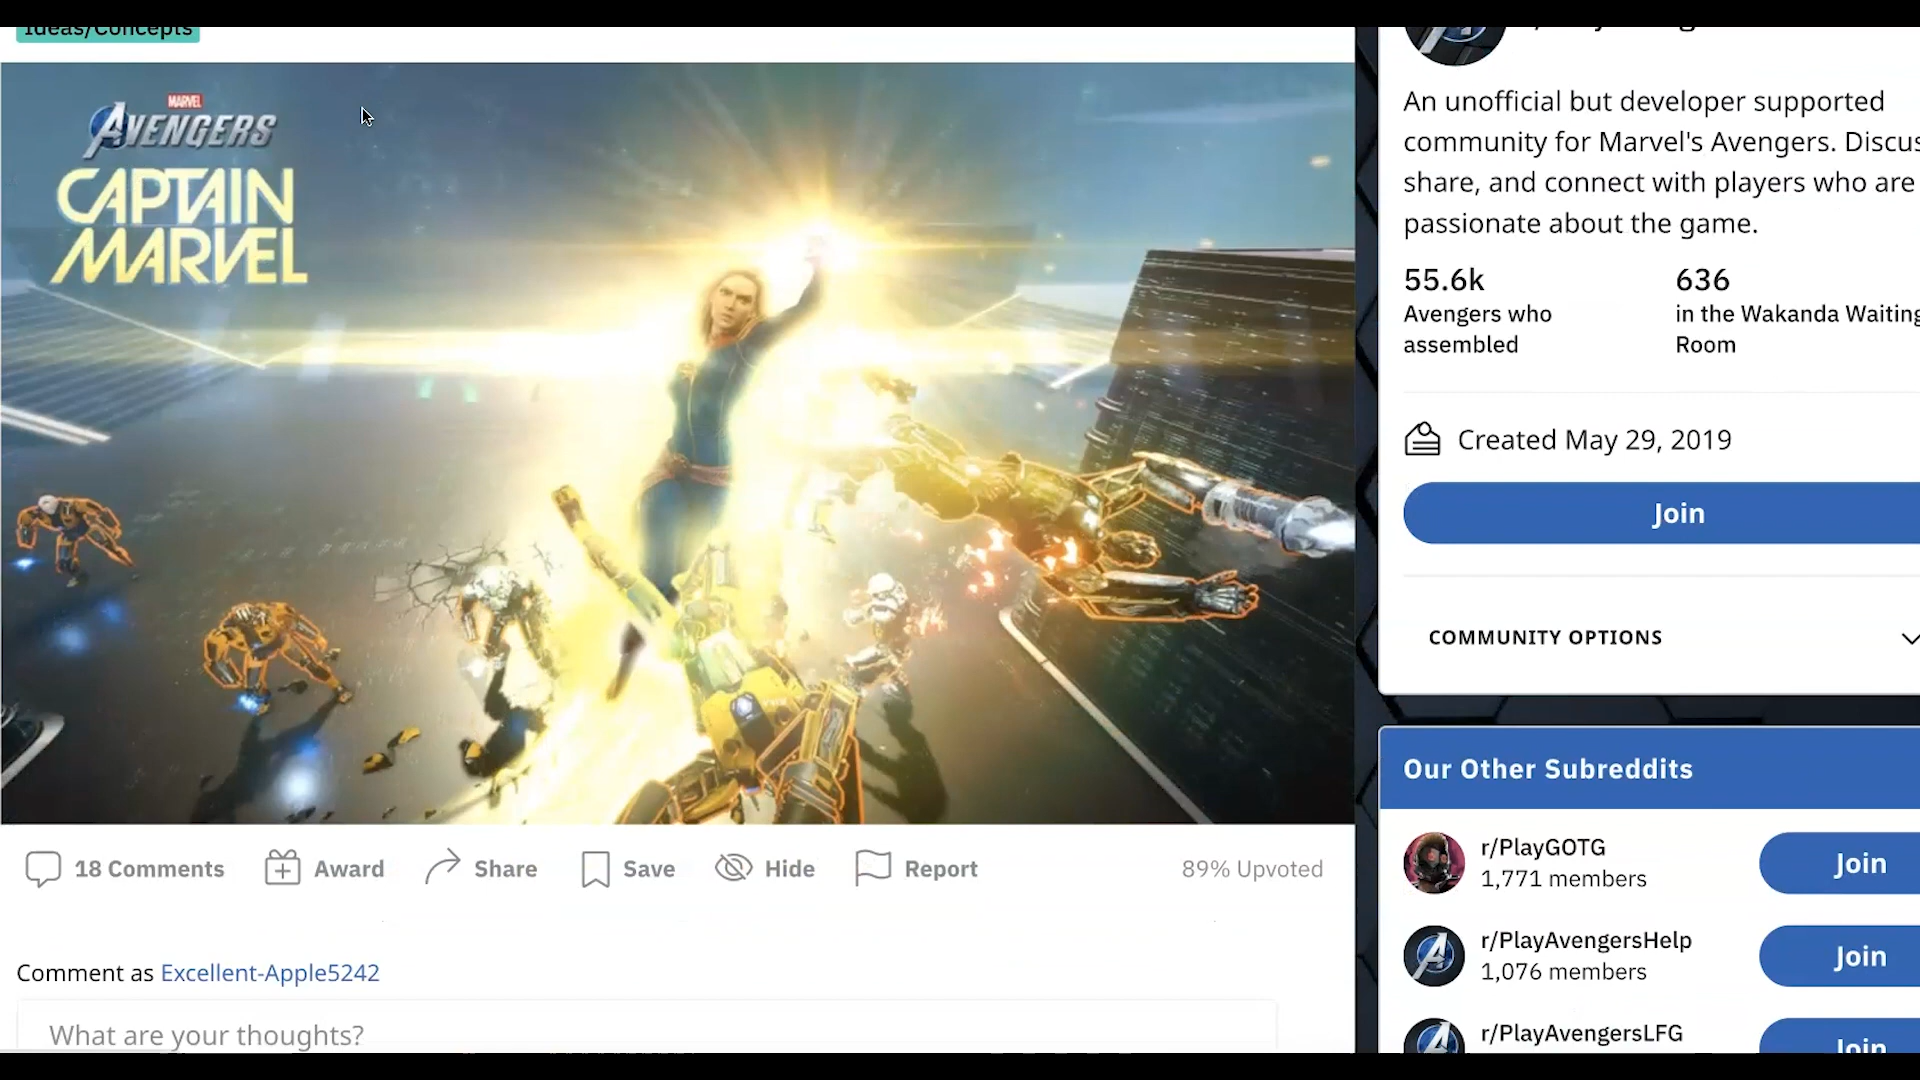 Ideas/Concepts
MARVEL
AVENGERS
CAPTAIN
MARVEL
18 Comments
Award
Share
Save
Hide
Report
89% Upvoted
Comment as Excellent-Apple5242
What are your thoughts?
An unofficial but developer supported
community for Marvel's Avengers. Discus
share, and connect with players who are
passionate about the game.
55.6k
Avengers who
assembled
636
in the Wakanda Waiting
Room
Created May 29, 2019
Join
COMMUNITY OPTIONS
Our Other Subreddits
r/PlayGOTG
1,771 members
Join
r/PlayAvengersHelp
1,076 members
Join
r/PlayAvengersLFG
Join